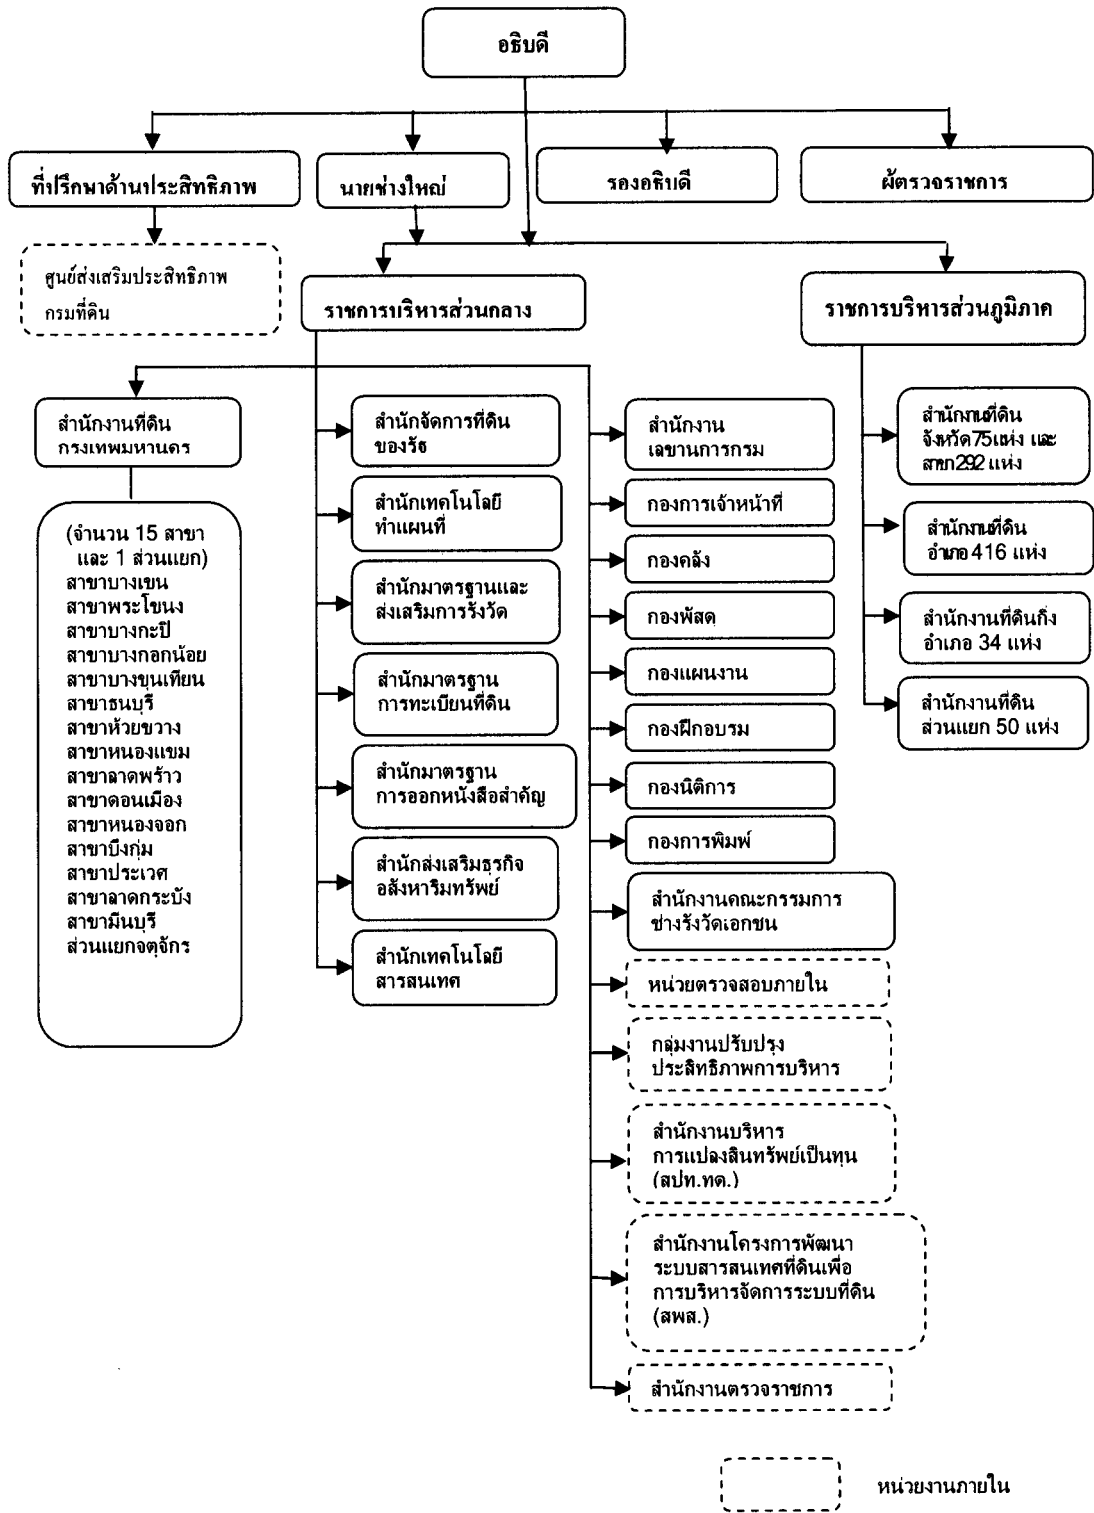 อธิบดี
ที่ปรึกษาด้านประสิทธิภาพ
นายช่างใหญ่
รองอธิบดี
ผู้ตรวจราชการ
ศูนย์ส่งเสริมประสิทธิภาพ
กรมที่ดิน
ราชการบริหารส่วนกลาง
ราชการบริหารส่วนภูมิภาค
สำนักงานที่ดิน
กรุงเทพมหานคร
(จำนวน 15 สาขา
และ 1 ส่วนแยก)
สาขาบางเขน
สาขาพระโขนง
สาขาบางกะปิ
สาขาบางกอกน้อย
สาขาบางขุนเทียน
สาขาธนบุรี
สาขาห้วยขวาง
สาขาหนองแขม
สาขาลาดพร้าว
สาขาดอนเมือง
สาขาหนองจอก
สาขาบึงกุ่ม
สาขาประเวศ
สาขาลาดกระบัง
สาขามีนบุรี
ส่วนแยกจตุจักร
สำนักจัดการที่ดิน
ของรัฐ
สำนักเทคโนโลยี
ทำแผนที่
สำนักมาตรฐานและ
ส่งเสริมการรังวัด
สำนักมาตรฐาน
การทะเบียนที่ดิน
สำนักมาตรฐาน
การออกหนังสือสำคัญ
สำนักส่งเสริมธุรกิจ
อสังหาริมทรัพย์
สำนักเทคโนโลยี
สารสนเทศ
สำนักงาน
เลขานุการกรม
กองการเจ้าหน้าที่
กองคลัง
กองพัสดุ
กองแผนงาน
กองฝึกอบรม
กองนิติการ
กองการพิมพ์
สำนักงานคณะกรรมการ
ช่างรังวัดเอกชน
หน่วยตรวจสอบภายใน
กลุ่มงานปรับปรุง
ประสิทธิภาพการบริหาร
สำนักงานบริหาร
การแปลงสินทรัพย์เป็นทุน
(สปท.ทด.)
สำนักงานโครงการพัฒนา
ระบบสารสนเทศที่ดินเพื่อ
การบริหารจัดการระบบที่ดิน
(สพส.)
สำนักงานตรวจราชการ
สำนักงานที่ดิน
จังหวัด 75 แห่ง และ
สาขา 292 แห่ง
สำนักงานที่ดิน
อำเภอ 416 แห่ง
สำนักงานที่ดินกิ่ง
อำเภอ 34 แห่ง
สำนักงานที่ดิน
ส่วนแยก 50 แห่ง
หน่วยงานภายใน